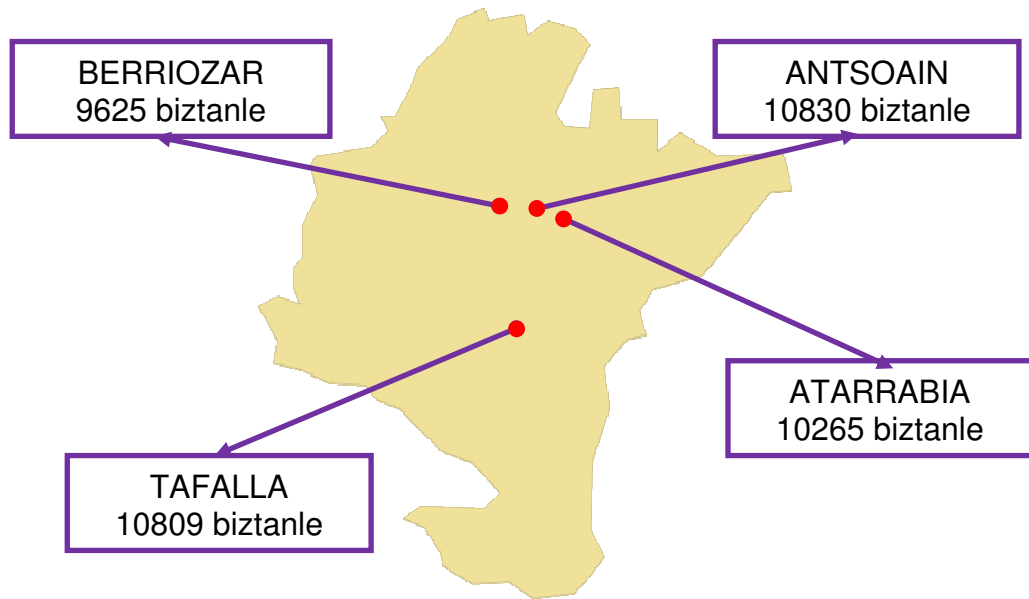 BERRIOZAR
9625 biztanle
ANTSOAIN
10830 biztanle
ATARRABIA
10265 biztanle
TAFALLA
10809 biztanle